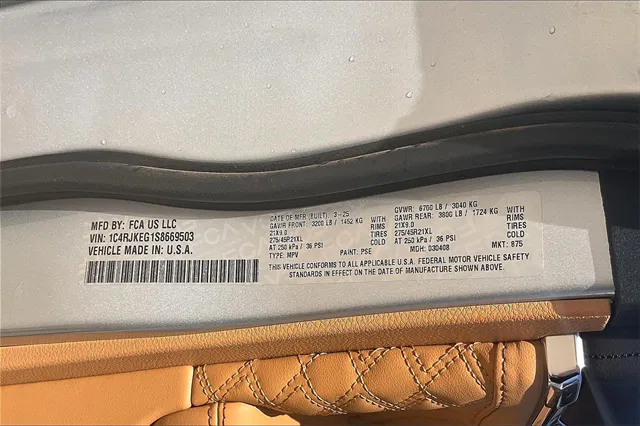 MFD BY: FCA US LLC
VIN: 1C4RJKEG1S8669503
VEHICLE MADE IN: U.S.A.
DATE OF MFR (BUILT): 3-25
GAWR FRONT: 3200 LB / 1452 KG WITH
21X9.0 RIMS
275/45R21XL TIRES
AT 250 kPa / 36 PSI COLD
TYPE: MPV PAINT: PSE
GVWR: 6700 LB / 3040 KG
GAWR REAR: 3800 LB / 1724 KG WITH
21X9.0 RIMS
275/45R21XL TIRES
AT 250 kPa / 36 PSI COLD
MDH: 030408 MKT: 875
THIS VEHICLE CONFORMS TO ALL APPLICABLE U.S.A. FEDERAL MOTOR VEHICLE SAFETY
STANDARDS IN EFFECT ON THE DATE OF MANUFACTURE SHOWN ABOVE.